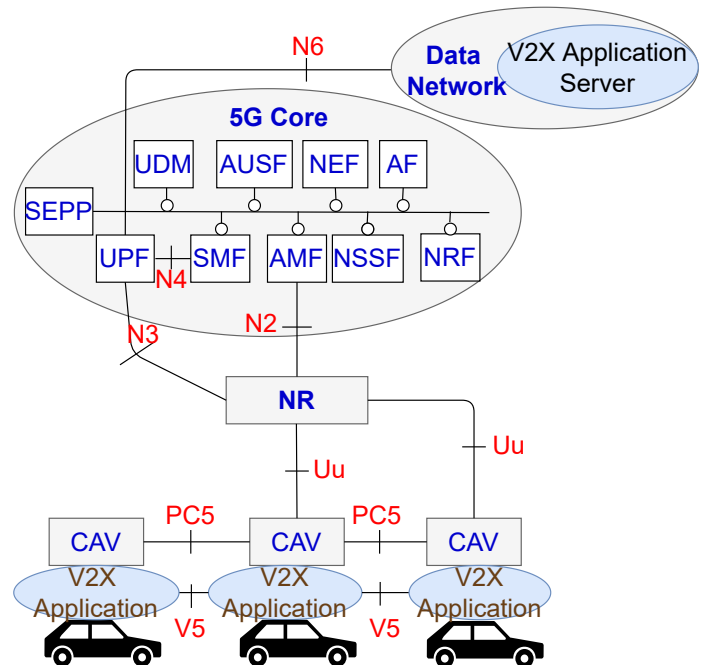 N6
Data
Network
V2X Application
Server
5G Core
UDM
AUSF
NEF
AF
SEPP
UPF
N4
SMF
AMF
NSSF
NRF
N3
N2
NR
Uu
Uu
PC5
PC5
CAV
CAV
CAV
V2X
Application
V2X
Application
V2X
Application
V5
V5